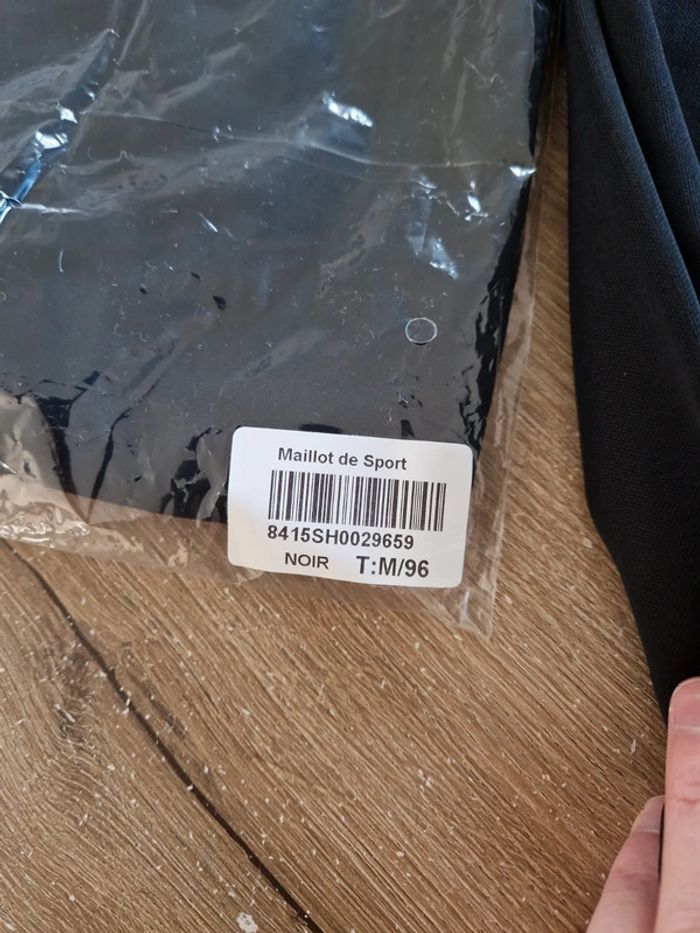 Maillot de Sport
8415SH0029659
NOIR T:M/96